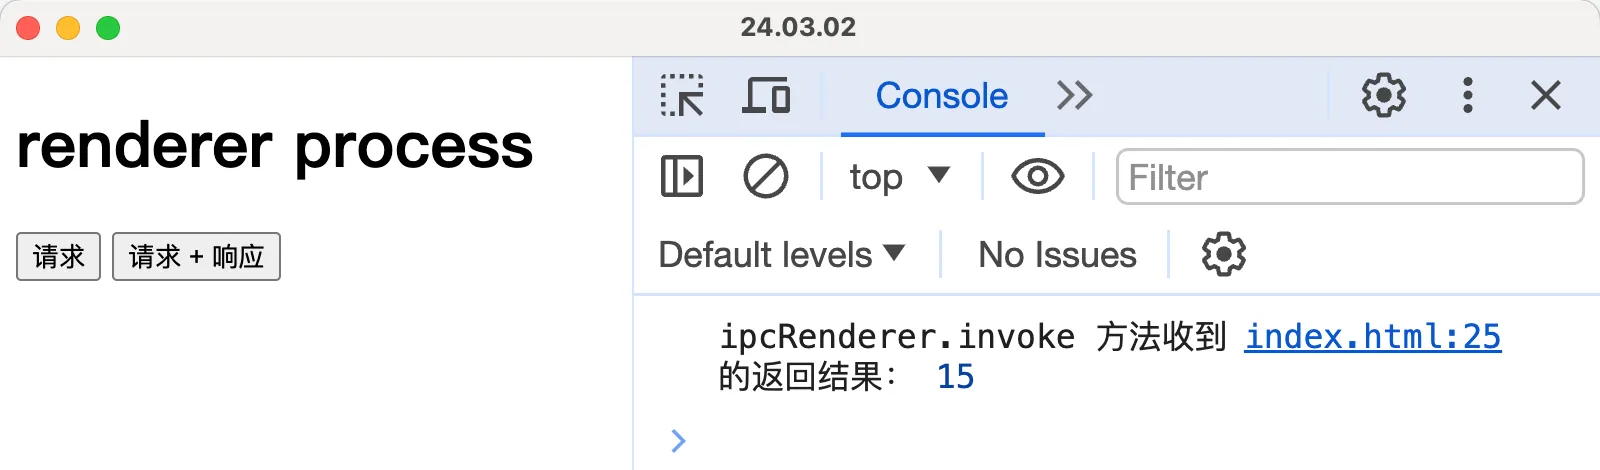 24.03.02
renderer process
请求
请求 + 响应
Console
top
Filter
Default levels
No Issues
ipcRenderer.invoke 方法收到 index.html:25
的返回结果： 15